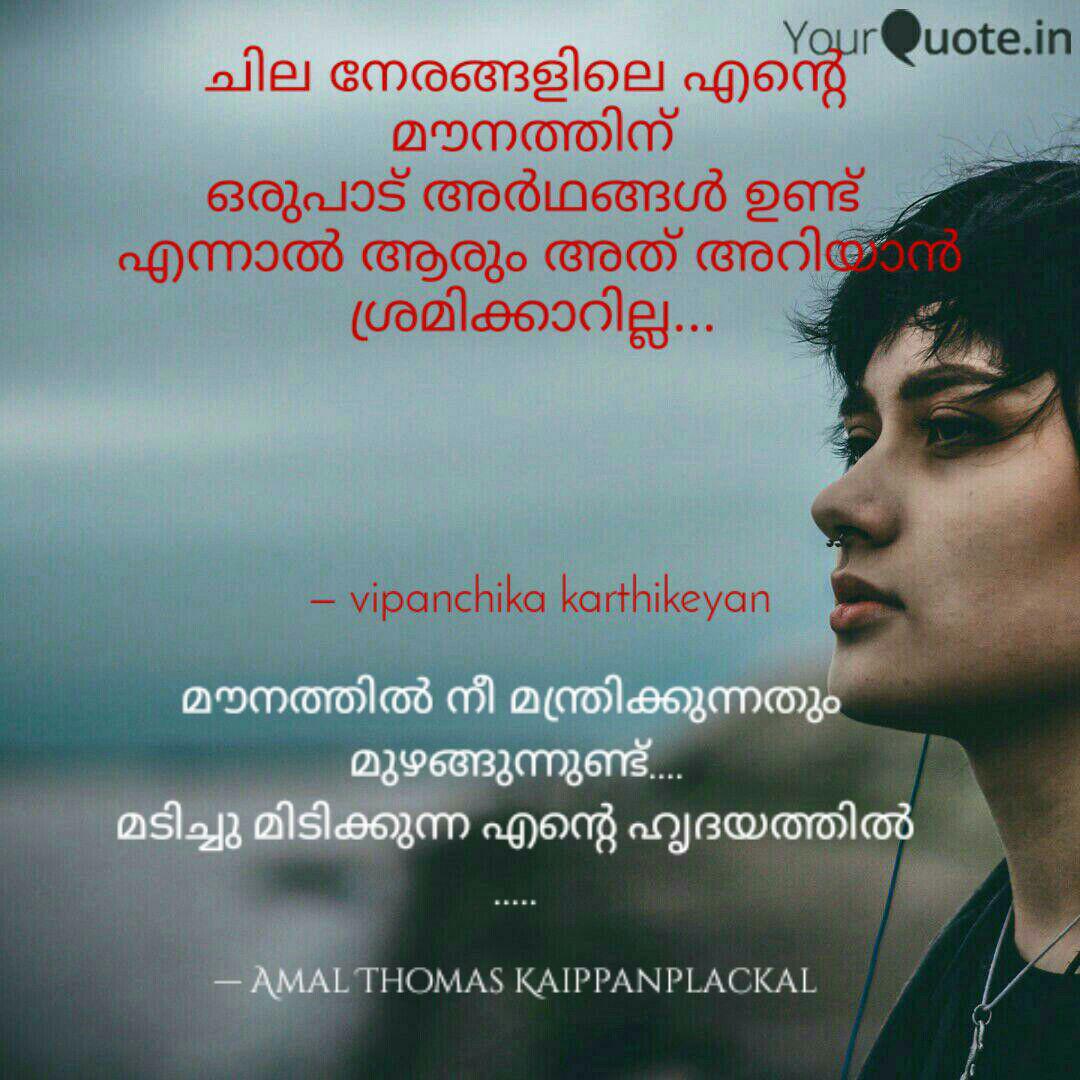 YourQuote.in
ചില നേരങ്ങളിലെ എന്റെ
മൗനത്തിന്
ഒരുപാട് അർഥങ്ങൾ ഉണ്ട്
എന്നാൽ ആരും അത് അറിയാൻ
ശ്രമിക്കാറില്ല...
– vipanchika karthikeyan
മൗനത്തിൽ നീ മന്ത്രിക്കുന്നതും
മുഴങ്ങുന്നുണ്ട്....
മടിച്ചു മിടിക്കുന്ന എന്റെ ഹൃദയത്തിൽ
.....
— Amal Thomas Kaippanplackal